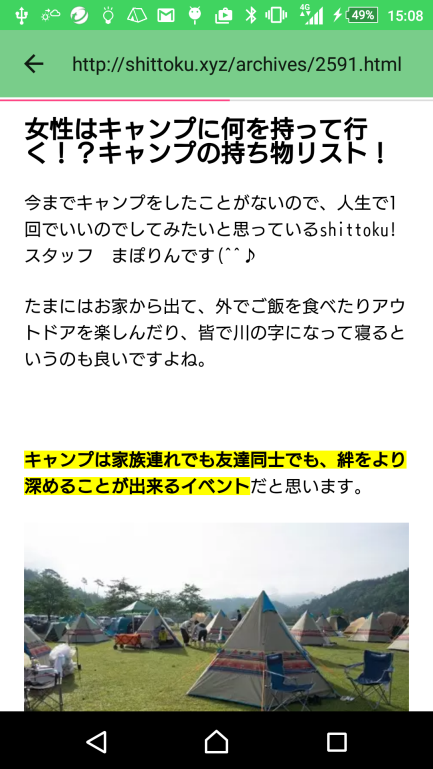 4G
49%
15:08
http://shittoku.xyz/archives/2591.html
女性はキャンプに何を持って行
く！？キャンプの持ち物リスト！
今までキャンプをしたことがないので、人生で1
回でいいのでしてみたいと思っているshittoku!
スタッフ　まぽりんです(^^♪
たまにはお家から出て、外でご飯を食べたりアウ
トドアを楽しんだり、皆で川の字になって寝ると
いうのも良いですよね。
キャンプは家族連れでも友達同士でも、絆をより
深めることが出来るイベントだと思います。